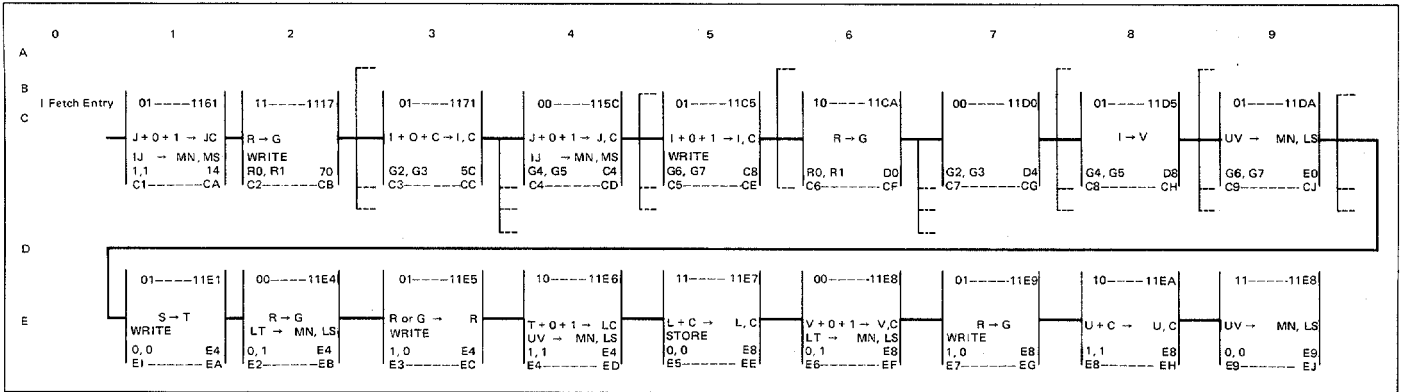 0 1 2 3 4 5 6 7 8 9
A
B
C
I Fetch Entry
01----1161
J + 0 + 1 → JC
IJ → MN, MS
1,1 14
C1-----CA
11----1117
R → G
WRITE
R0, R1 70
C2-----CB
01----1171
I + O + C → I, C
G2, G3 5C
C3-----CC
00----115C
J + 0 + 1 → J, C
IJ → MN, MS
G4, G5 C4
C4-----CD
01----11C5
I + 0 + 1 → I, C
WRITE
G6, G7 C8
C5-----CE
10----11CA
R → G
R0, R1 D0
C6-----CF
00----11D0
G2, G3 D4
C7-----CG
01----11D5
I → V
G4, G5 D8
C8-----CH
01----11DA
UV → MN, LS
G6, G7 E0
C9-----CJ
D
E
01----11E1
S → T
WRITE
0, 0 E4
E1-----EA
00----11E4
R → G
LT → MN, LS
0, 1 E4
E2-----EB
01----11E5
R or G → R
WRITE
1, 0 E4
E3-----EC
10----11E6
T + 0 + 1 → LC
UV → MN, LS
1, 1 E4
E4-----ED
11----11E7
L + C → L, C
STORE
0, 0 E8
E5-----EE
00----11E8
V + 0 + 1 → V,C
LT → MN, LS
0, 1 E8
E6-----EF
01----11E9
R → G
WRITE
1, 0 E8
E7-----EG
10----11EA
U + C → U, C
1, 1 E8
E8-----EH
11----11E8
UV → MN, LS
0, 0 E9
E9-----EJ